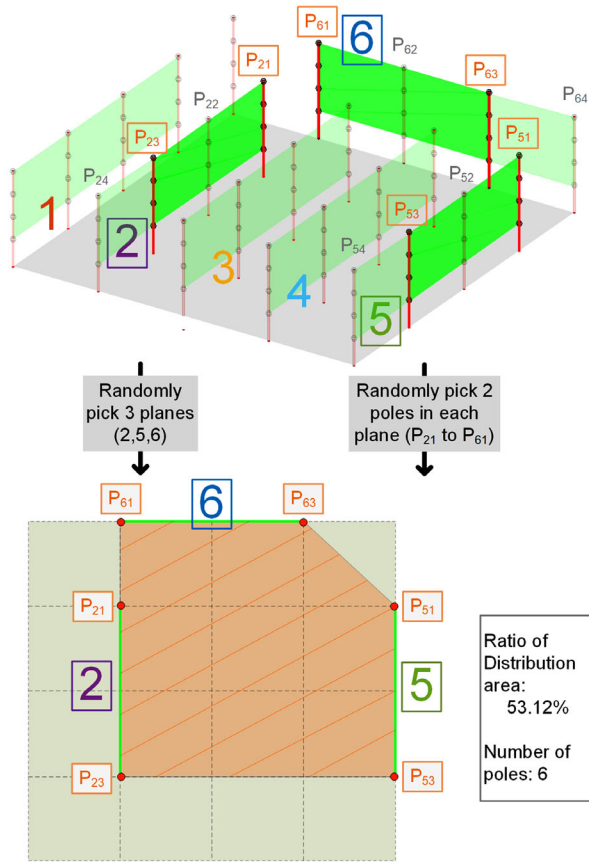 P61
6
P62
P21
P63
P22
P64
P23
P51
P24
P52
1
2
P53
3
P54
4
5
Randomly
pick 3 planes
(2,5,6)
Randomly pick 2
poles in each
plane (P21 to P61)
P61
6
P63
P21
P51
2
5
P23
P53
Ratio of
Distribution
area:
53.12%
Number of
poles: 6